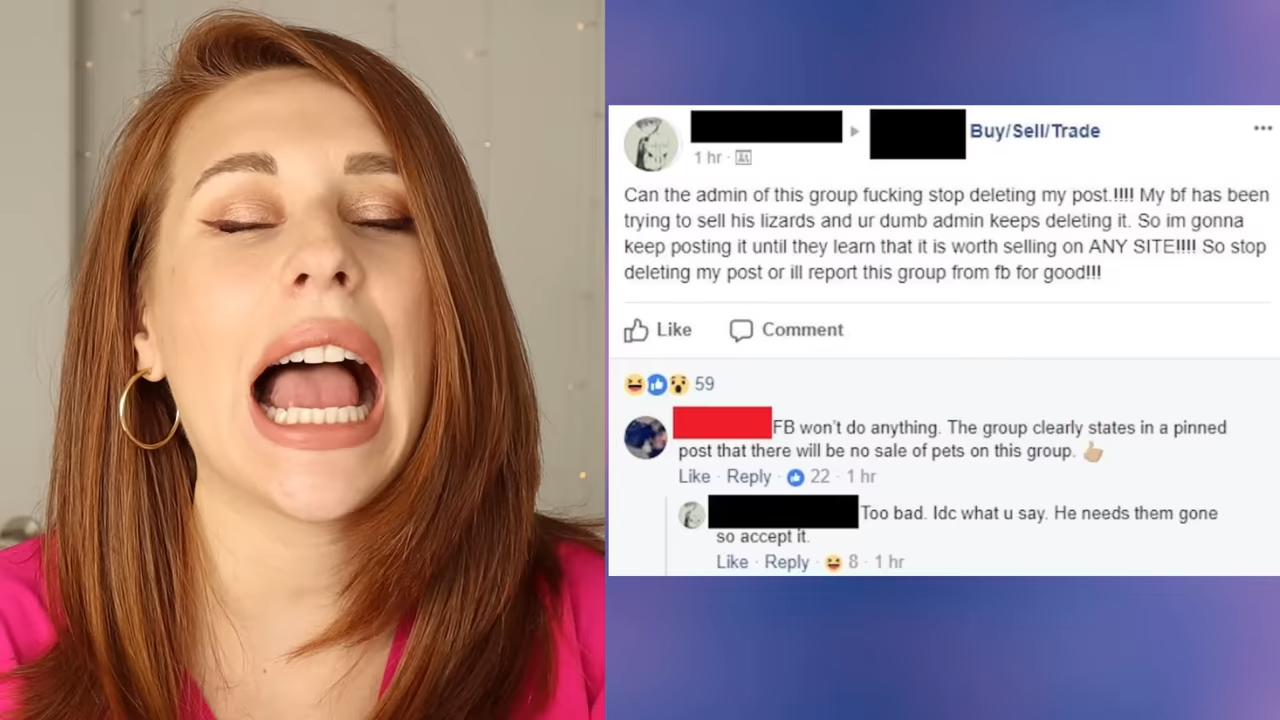 Buy/Sell/Trade
1 hr ·
Can the admin of this group fucking stop deleting my post.!!!! My bf has been
trying to sell his lizards and ur dumb admin keeps deleting it. So im gonna
keep posting it until they learn that it is worth selling on ANY SITE!!!! So stop
deleting my post or ill report this group from fb for good!!!
Like Comment
59
FB won't do anything. The group clearly states in a pinned
post that there will be no sale of pets on this group.
Like · Reply · 22 · 1 hr
Too bad. Idc what u say. He needs them gone
so accept it.
Like · Reply · 8 · 1 hr